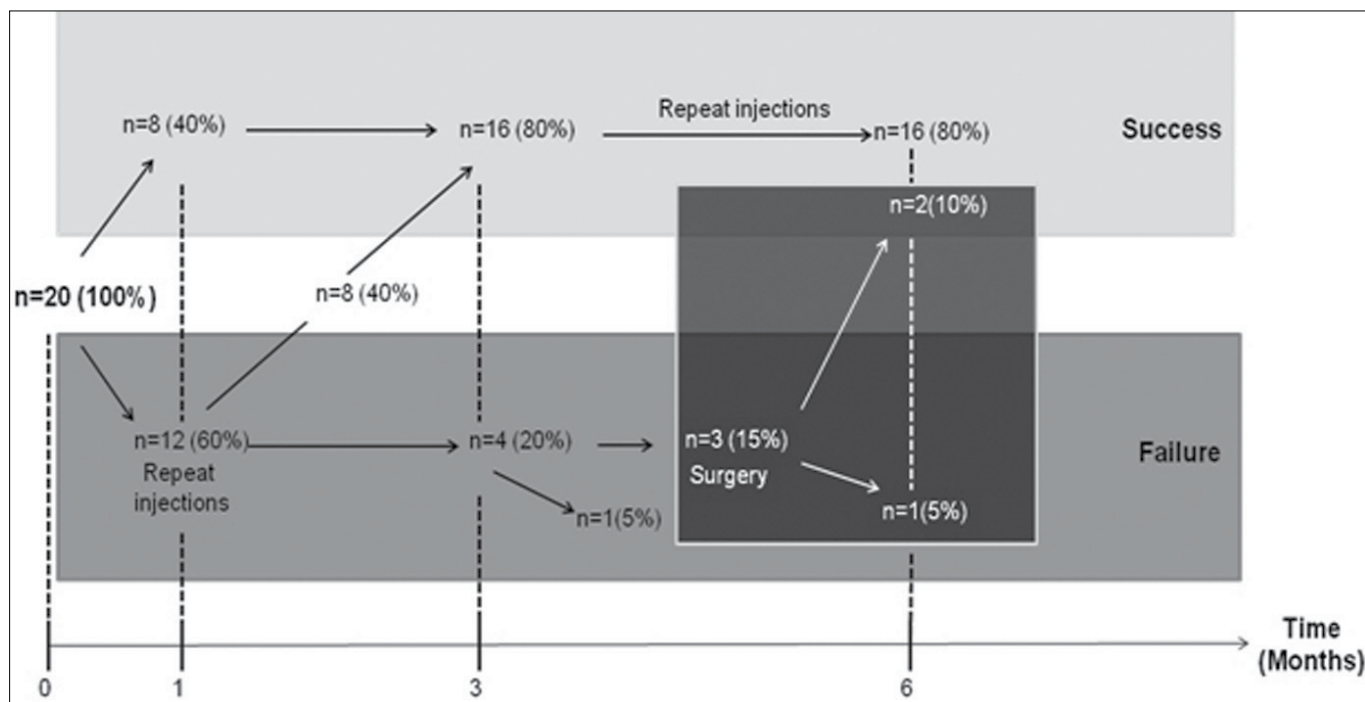 Repeat injections
n=8 (40%)
n=16 (80%)
n=16 (80%)
Success
n=2(10%)
n=20 (100%)
n=8 (40%)
n=12 (60%)
Repeat
injections
n=4 (20%)
n=3 (15%)
Surgery
Failure
n=1(5%)
n=1(5%)
Time
(Months)
0
1
3
6